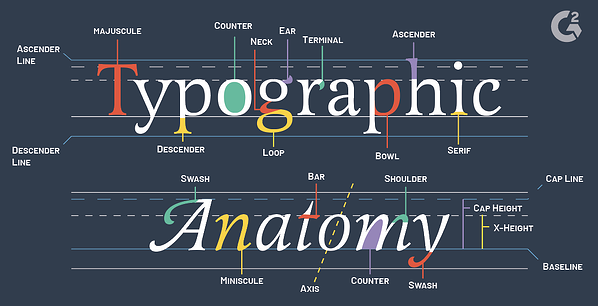 MAJUSCULE
COUNTER
NECK
EAR
TERMINAL
ASCENDER
G2
ASCENDER
LINE
Typographic
DESCENDER
LINE
DESCENDER
LOOP
BOWL
SERIF
SWASH
BAR
SHOULDER
CAP LINE
CAP HEIGHT
X-HEIGHT
Anatomy
MINISCULE
AXIS
COUNTER
SWASH
BASELINE